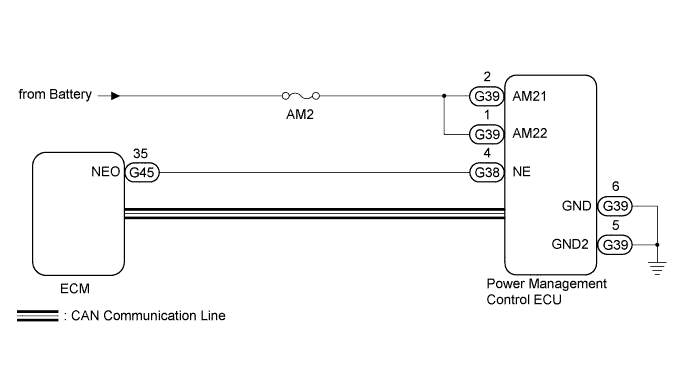 2
from Battery
G39
AM21
AM2
1
G39
AM22
35
4
NEO
G45
G38
NE
6
GND
G39
5
GND2
G39
ECM
Power Management
Control ECU
: CAN Communication Line